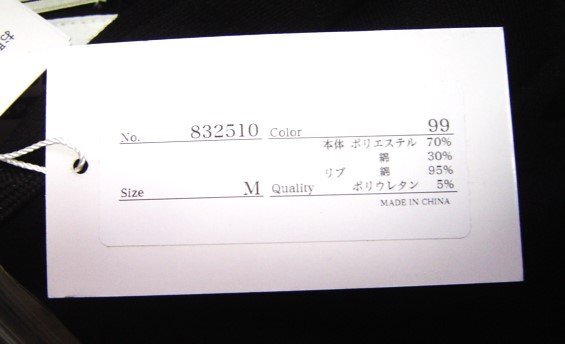 No. 832510 Color 99
本体 ポリエステル 70%
綿 30%
リブ 綿 95%
Size M Quality ポリウレタン 5%
MADE IN CHINA